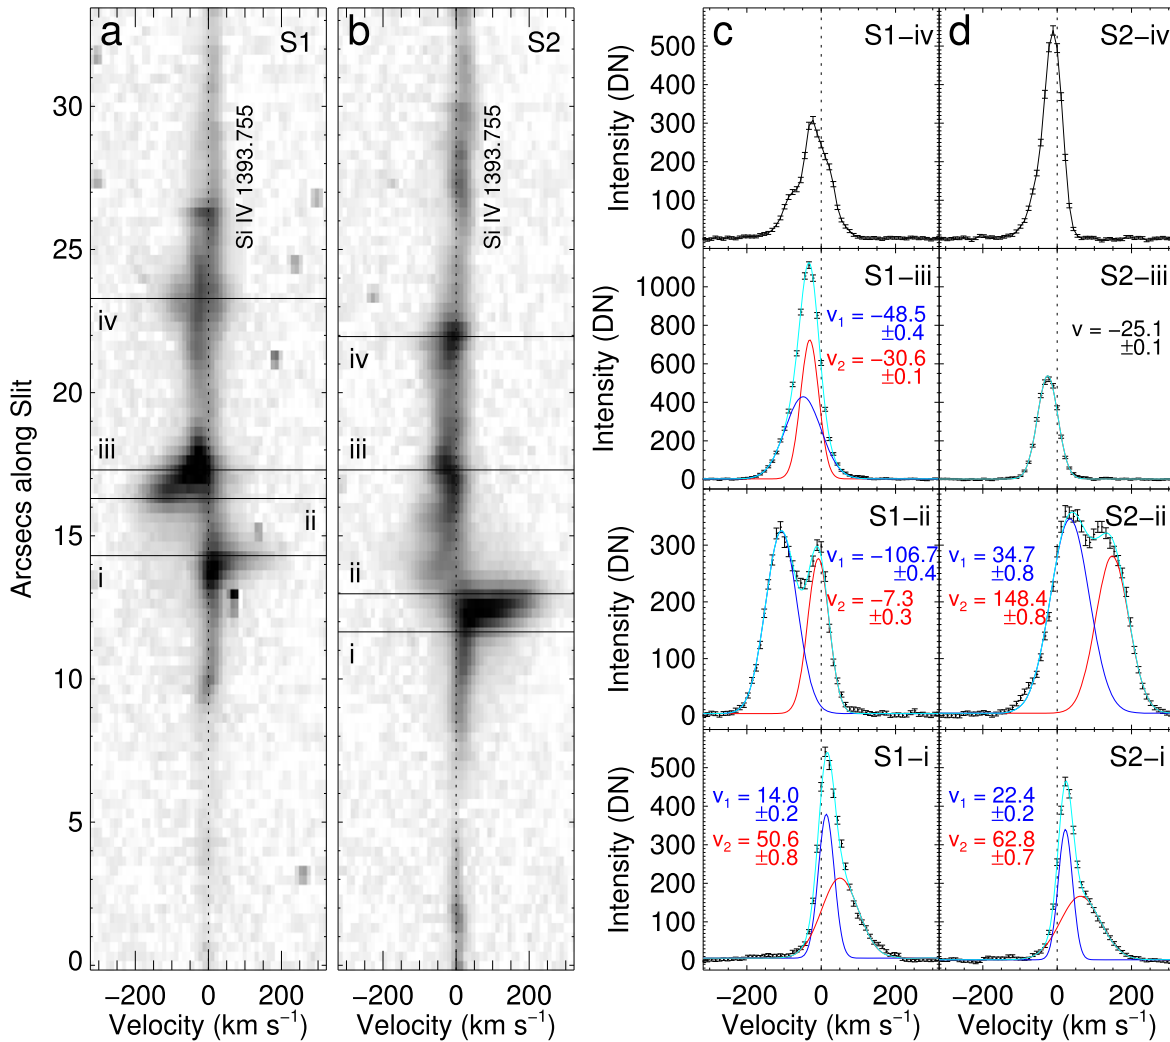 a
S1
Si IV 1393.755
iv
iii
ii
i
30
25
20
15
10
5
0
Arcsecs along Slit
−200 0 200
Velocity (km s−1)
b
S2
Si IV 1393.755
iv
iii
ii
i
−200 0 200
Velocity (km s−1)
c
S1−iv
500
400
300
200
100
0
Intensity (DN)
d
S2−iv
S1−iii
v1 = −48.5
±0.4
v2 = −30.6
±0.1
1000
800
600
400
200
0
Intensity (DN)
S2−iii
v = −25.1
±0.1
S1−ii
v1 = −106.7
±0.4
v2 = −7.3
±0.3
300
200
100
0
Intensity (DN)
S2−ii
v1 = 34.7
±0.8
v2 = 148.4
±0.8
S1−i
v1 = 14.0
±0.2
v2 = 50.6
±0.8
500
400
300
200
100
0
Intensity (DN)
S2−i
v1 = 22.4
±0.2
v2 = 62.8
±0.7
−200 0 200
Velocity (km s−1)
−200 0 200
Velocity (km s−1)